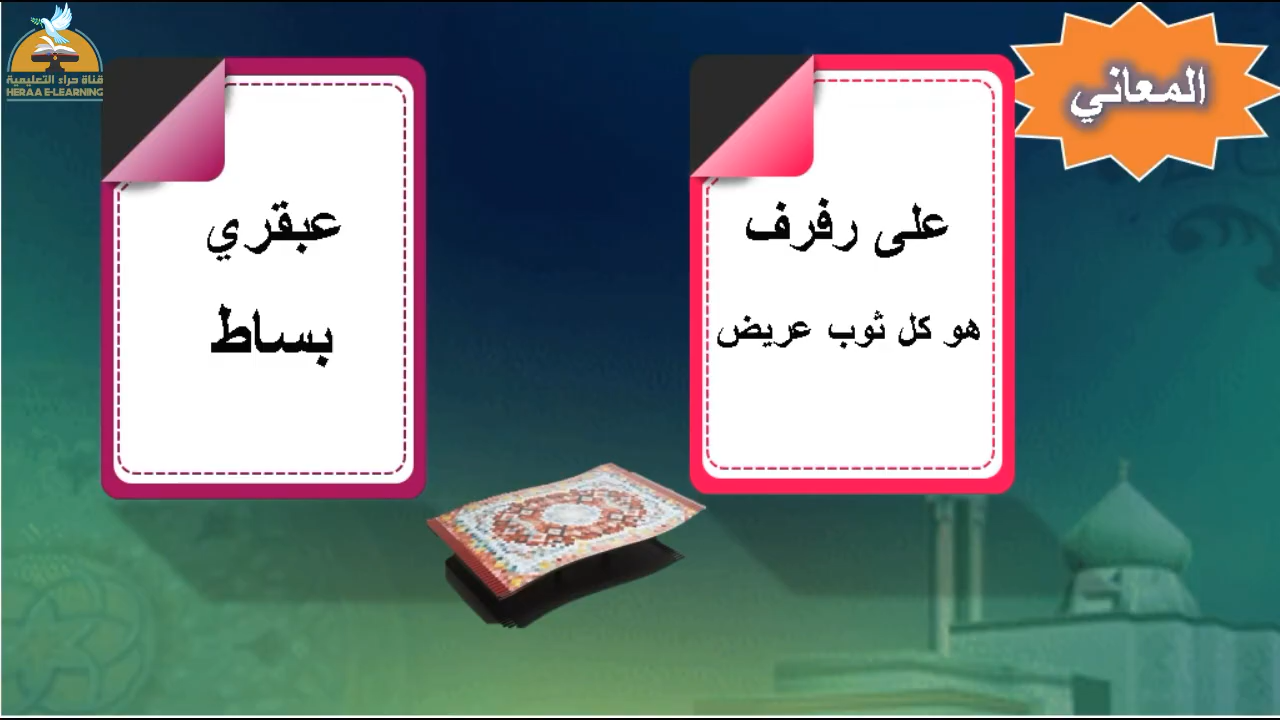 المعاني
على رفرف
هو كل ثوب عريض
عبقري
بساط
قناة حراء التعليمية
HERAA E-LEARNING